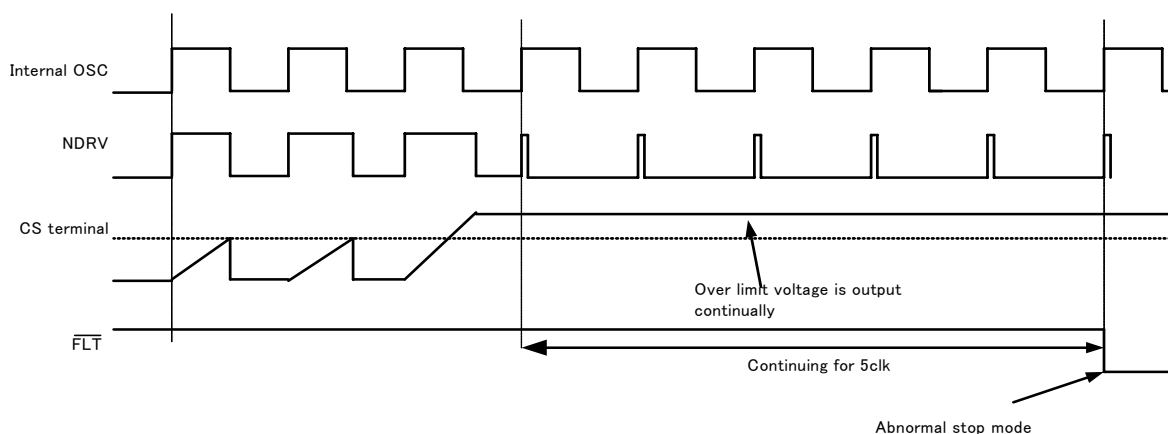 Internal OSC
NDRV
CS terminal
Over limit voltage is output
continually
FLT
Continuing for 5clk
Abnormal stop mode